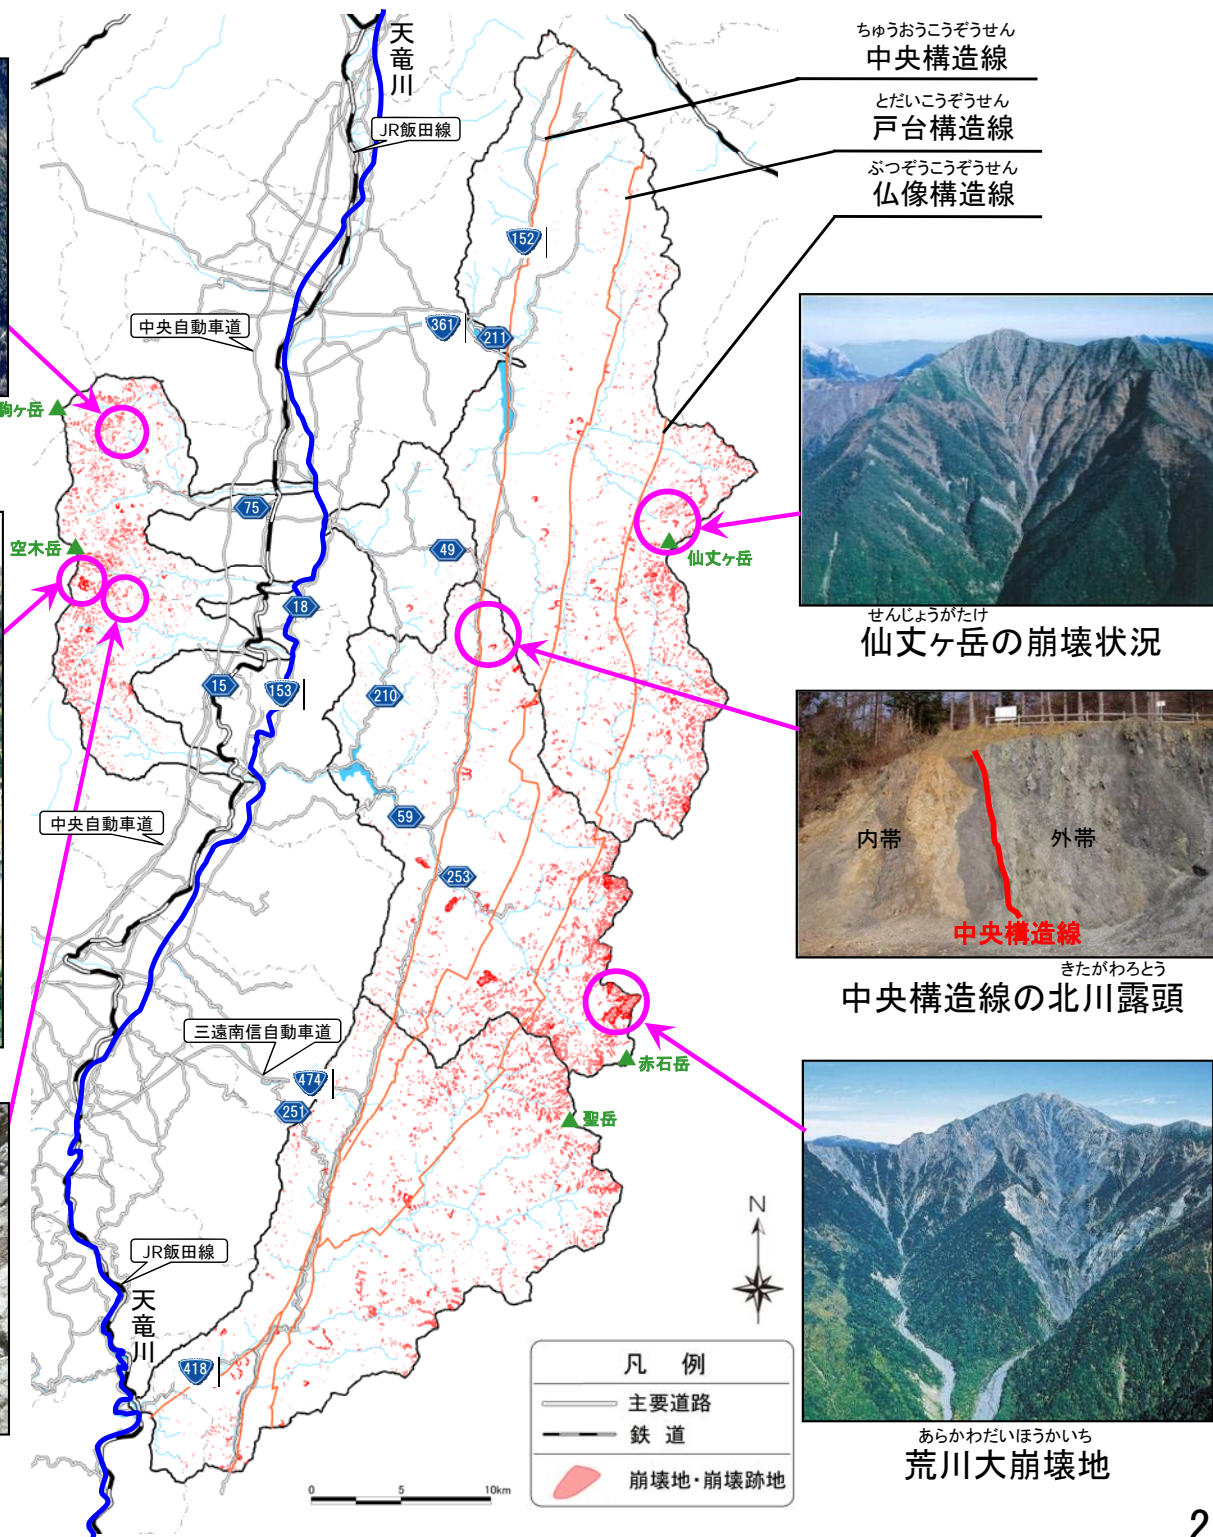 天竜川
JR飯田線
ちゅうおうこうぞうせん
中央構造線
とだいこうぞうせん
戸台構造線
ぶつぞうこうぞうせん
仏像構造線
152
中央自動車道
361
211
駒ヶ岳
75
空木岳
49
仙丈ヶ岳
せんじょうがたけ
仙丈ヶ岳の崩壊状況
18
15
153
210
内帯
外帯
中央構造線
きたがわろとう
中央構造線の北川露頭
59
中央自動車道
253
三遠南信自動車道
474
251
赤石岳
聖岳
N
JR飯田線
天竜川
418
凡 例
主要道路
鉄 道
崩壊地・崩壊跡地
0 5 10km
あらかわだいほうかいち
荒川大崩壊地
2